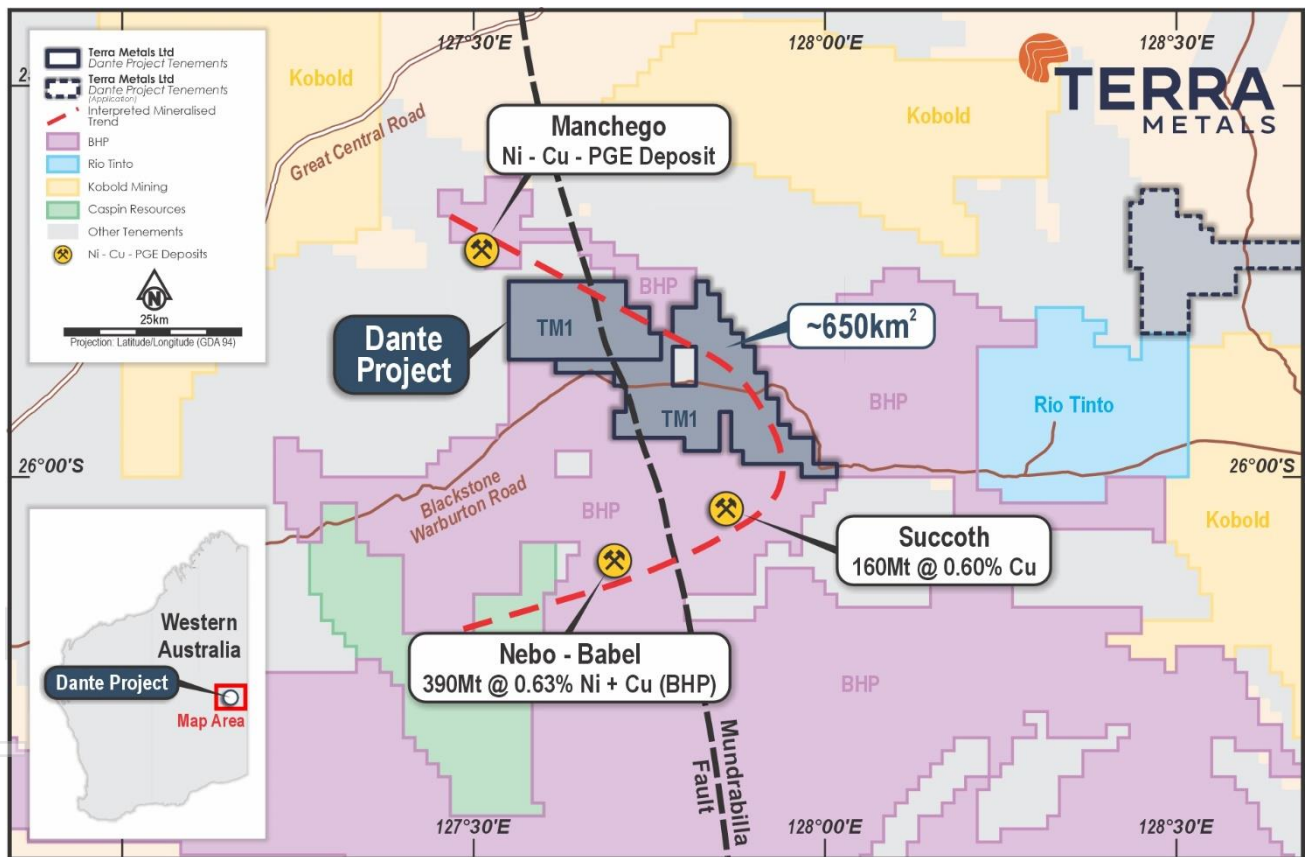 127°30'E
128°00'E
128°30'E
Terra Metals Ltd
Dante Project Tenements
Terra Metals Ltd
Dante Project Tenements
(Application)
Interpreted Mineralised
Trend
BHP
Rio Tinto
Kobold Mining
Caspin Resources
Other Tenements
Ni - Cu - PGE Deposits
N
25km
Projection: Latitude/Longitude (GDA 94)
Kobold
Great Central Road
Manchego
Ni - Cu - PGE Deposit
Kobold
TERRA
METALS
BHP
TM1
Dante
Project
~650km²
TM1
BHP
Rio Tinto
26°00'S
Blackstone
Warburton Road
BHP
Kobold
Succoth
160Mt @ 0.60% Cu
Nebo - Babel
390Mt @ 0.63% Ni + Cu (BHP)
BHP
Western
Australia
Dante Project
Map Area
Mundrabilla
Fault
127°30'E
128°00'E
128°30'E